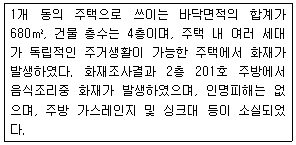 1개 동의 주택으로 쓰이는 바닥면적의 합계가
680㎡, 건물 층수는 4층이며, 주택 내 여러 세대
가 독립적인 주거생활이 가능한 주택에서 화재가
발생하였다. 화재조사결과 2층 201호 주방에서
음식조리중 화재가 발생하였으며, 인명피해는 없
으며, 주방 가스레인지 및 싱크대 등이 소실되었
다.